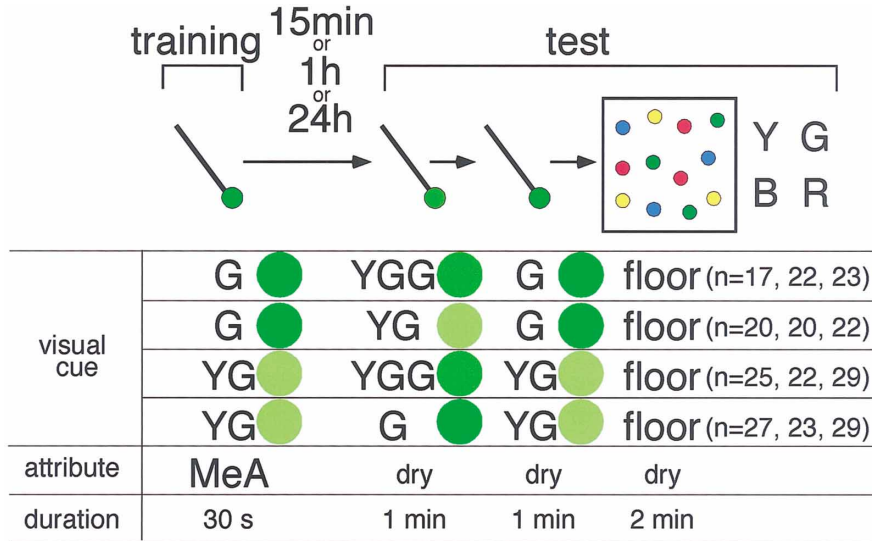 training
15min
or
1h
or
24h
test
Y G
B R
visual
cue
G YGG G floor (n=17, 22, 23)
G YG G floor (n=20, 20, 22)
YG YGG YG floor (n=25, 22, 29)
YG G YG floor (n=27, 23, 29)
attribute MeA dry dry dry
duration 30 s 1 min 1 min 2 min